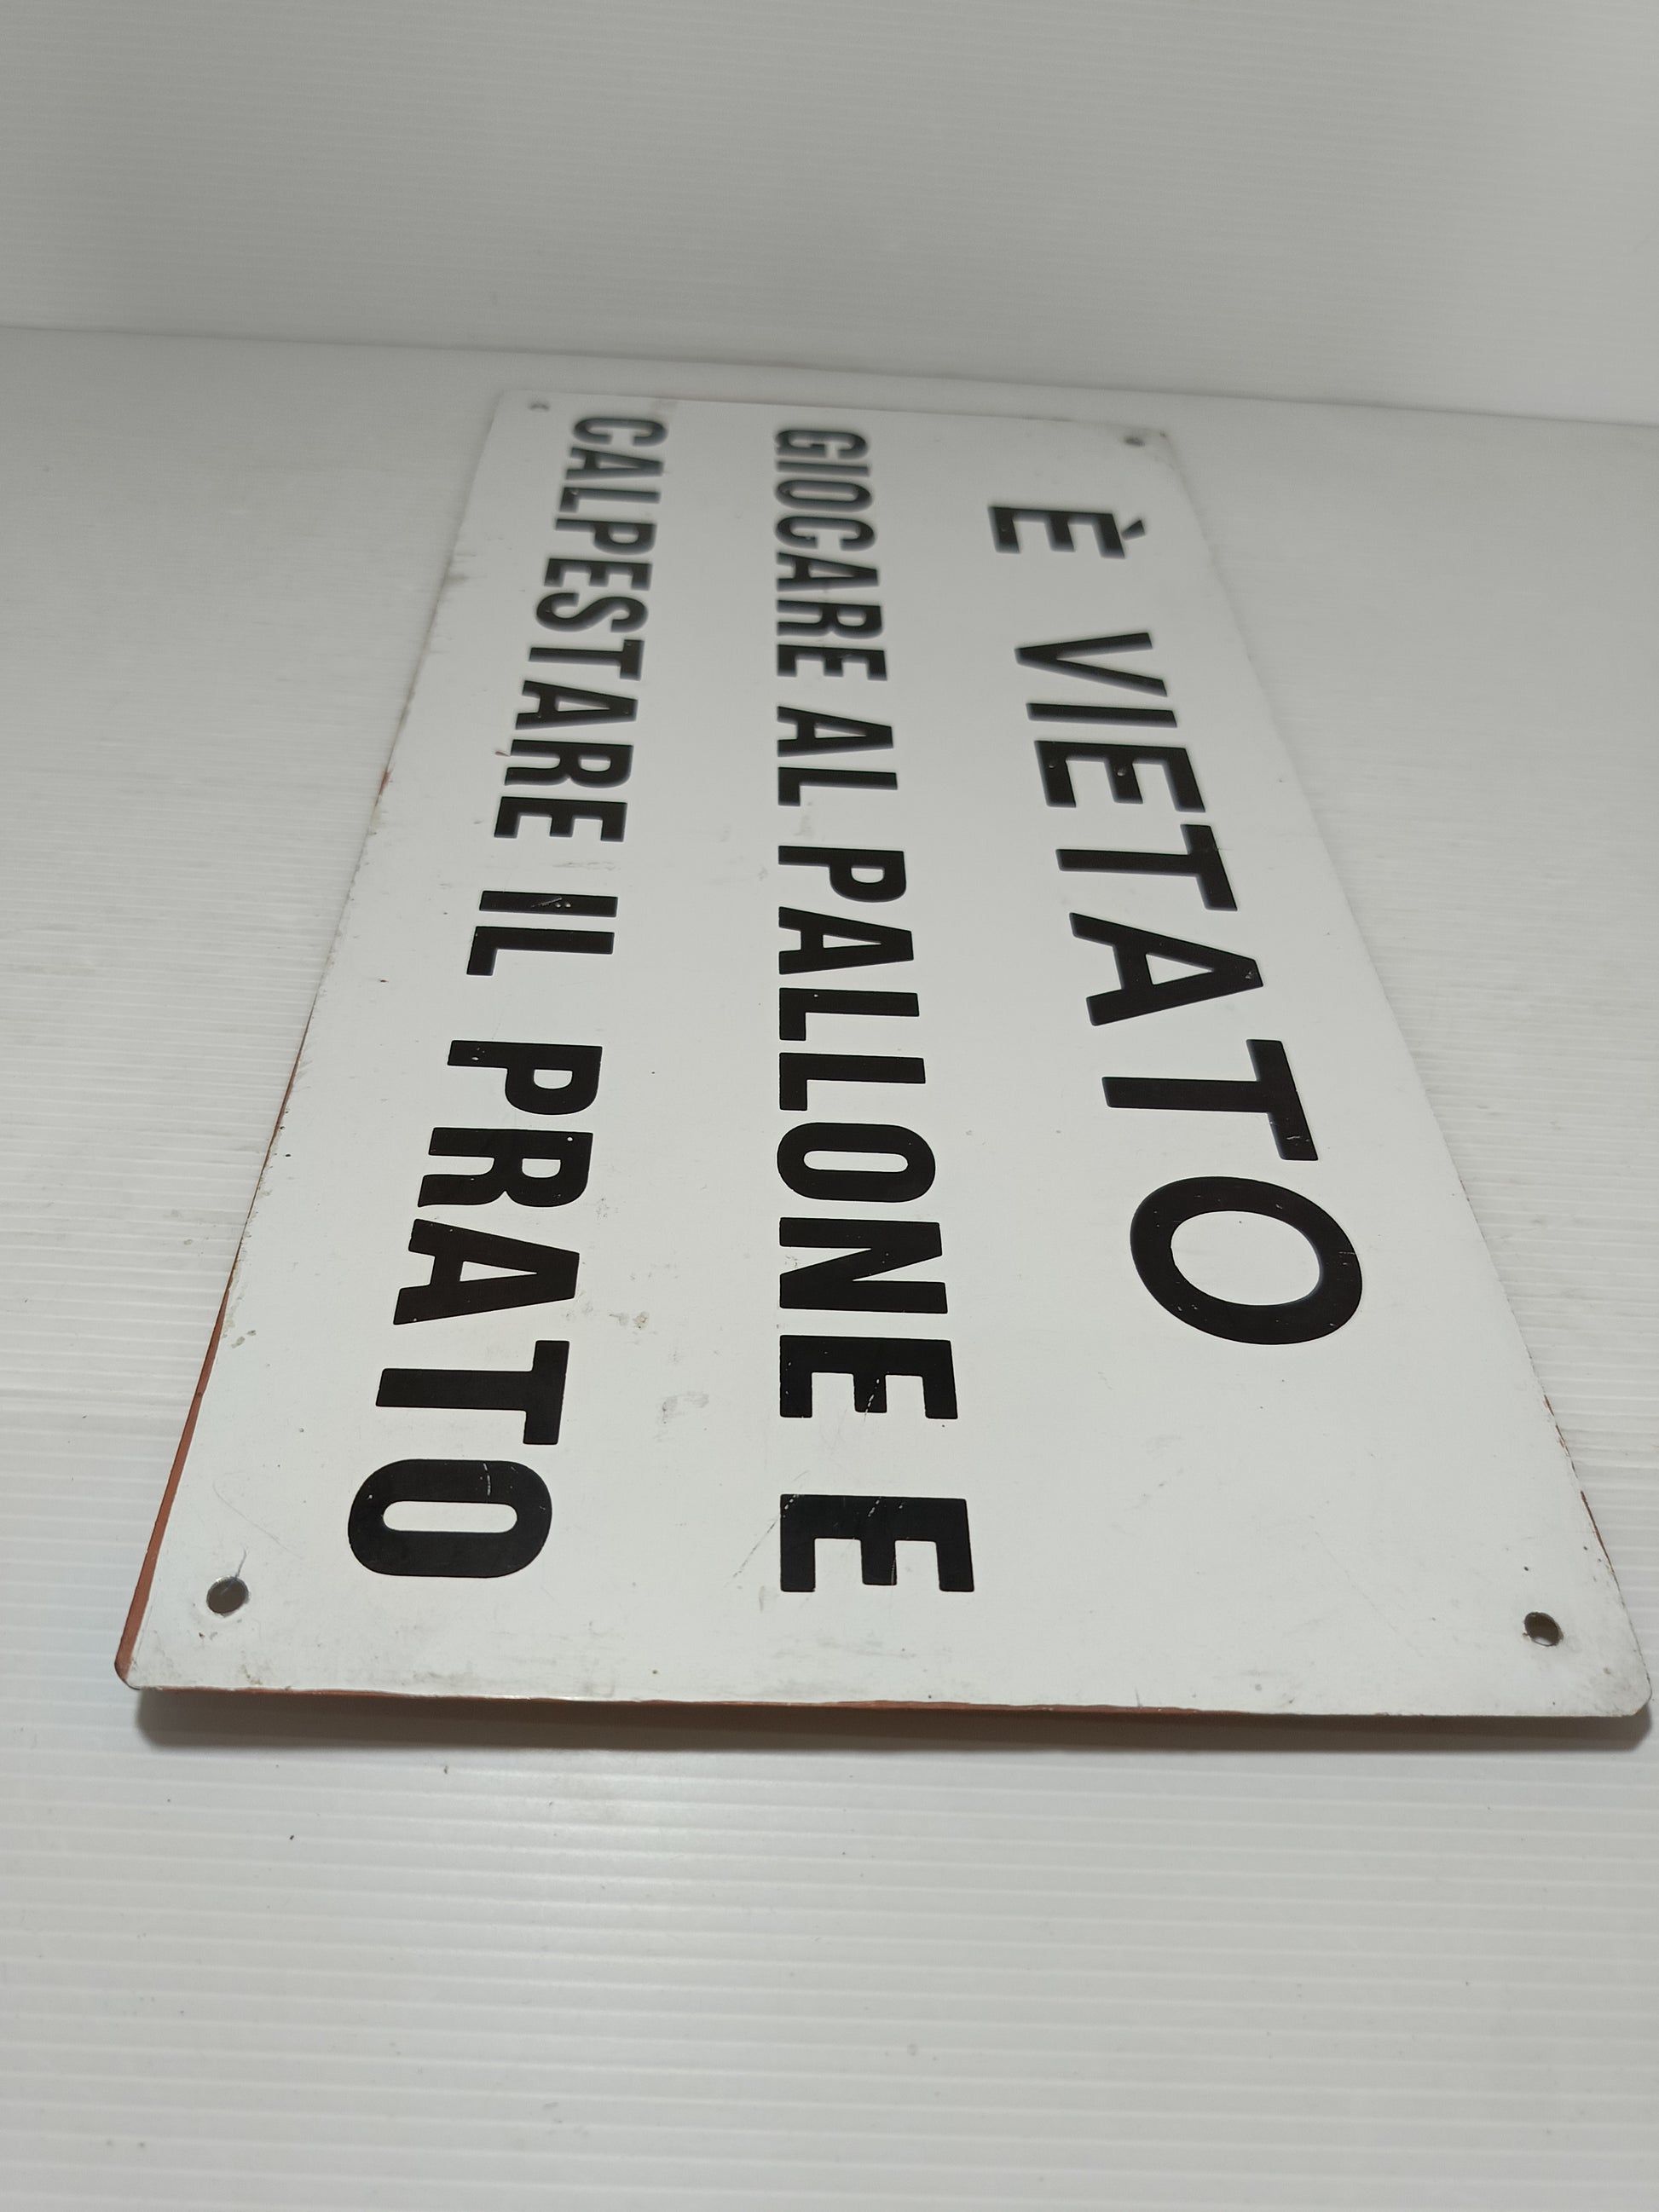 È VIETATO
GIOCARE AL PALLONE E
CALPESTARE IL PRATO